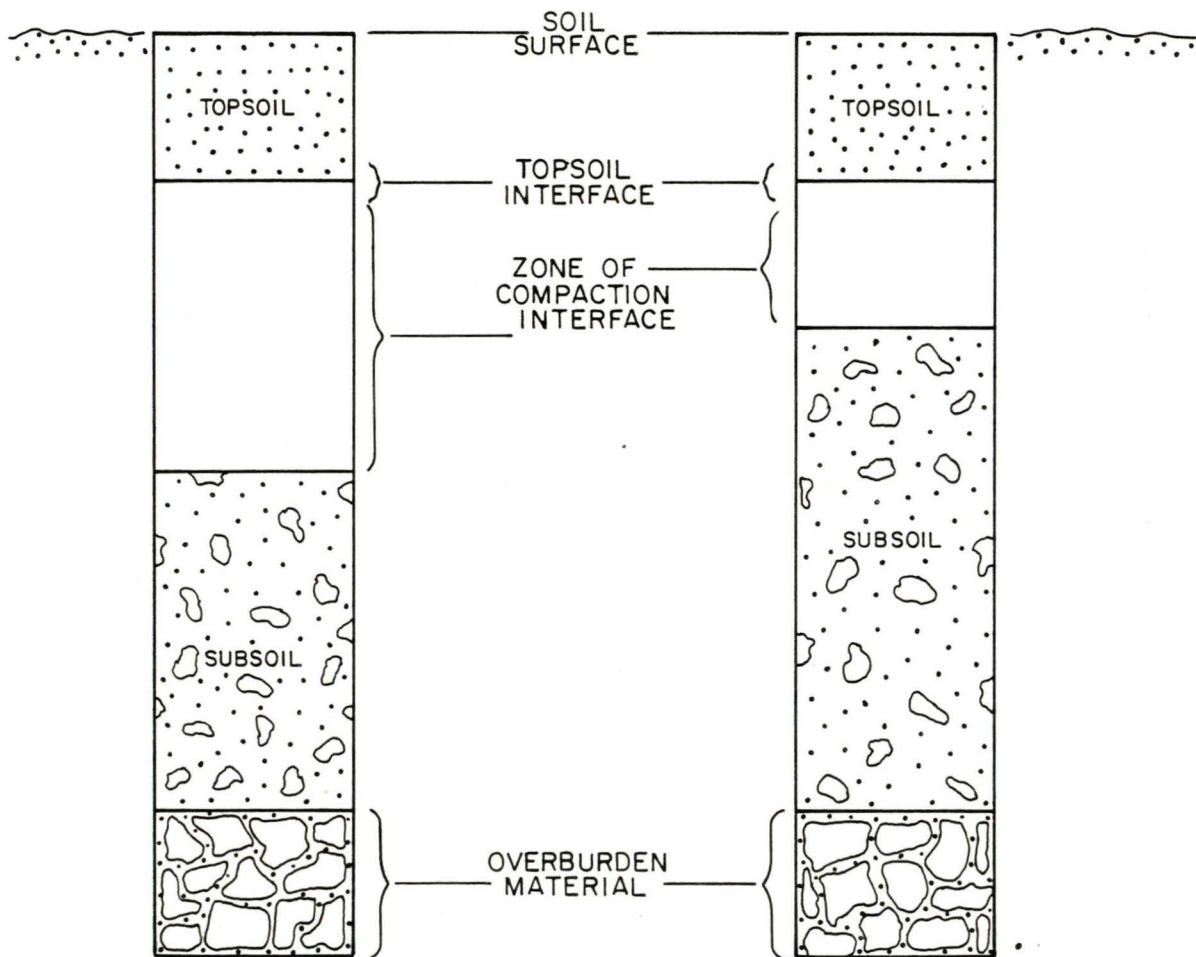 SOIL
SURFACE
TOPSOIL
TOPSOIL
TOPSOIL
INTERFACE
ZONE OF
COMPACTION
INTERFACE
SUBSOIL
SUBSOIL
OVERBURDEN
MATERIAL